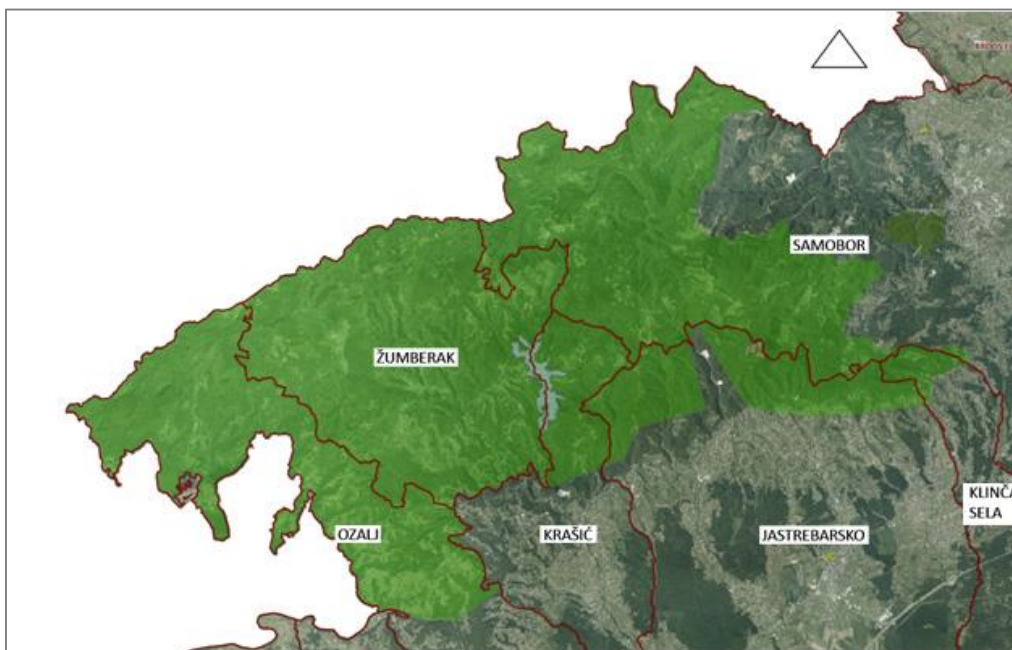 SAMOBOR
ŽUMBERAK
KLINČA
SELA
OZALJ
KRAŠIĆ
JASTREBARSKO